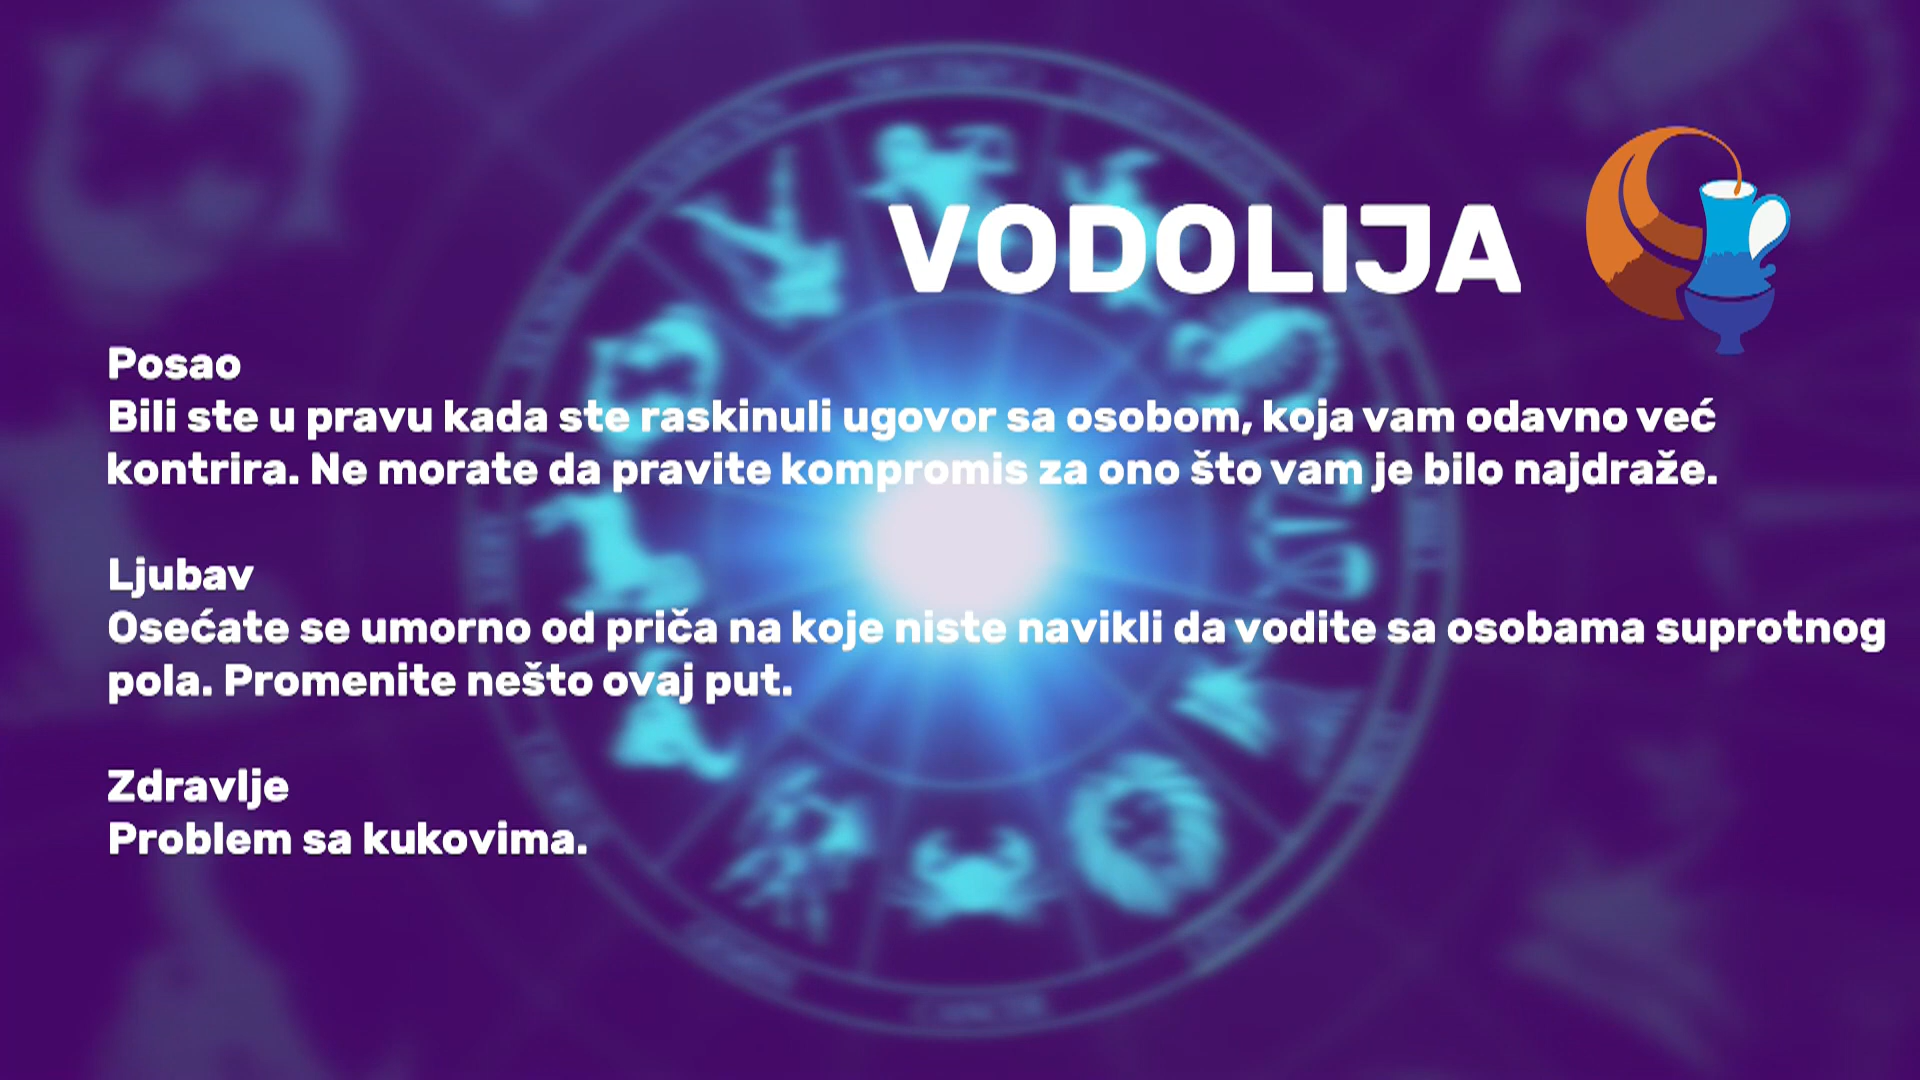 VODOLIJA
Posao
Bili ste u pravu kada ste raskinuli ugovor sa osobom, koja vam odavno već
kontrira. Ne morate da pravite kompromis za ono što vam je bilo najdraže.
Ljubav
Osećate se umorno od priča na koje niste navikli da vodite sa osobama suprotnog
pola. Promenite nešto ovaj put.
Zdravlje
Problem sa kukovima.